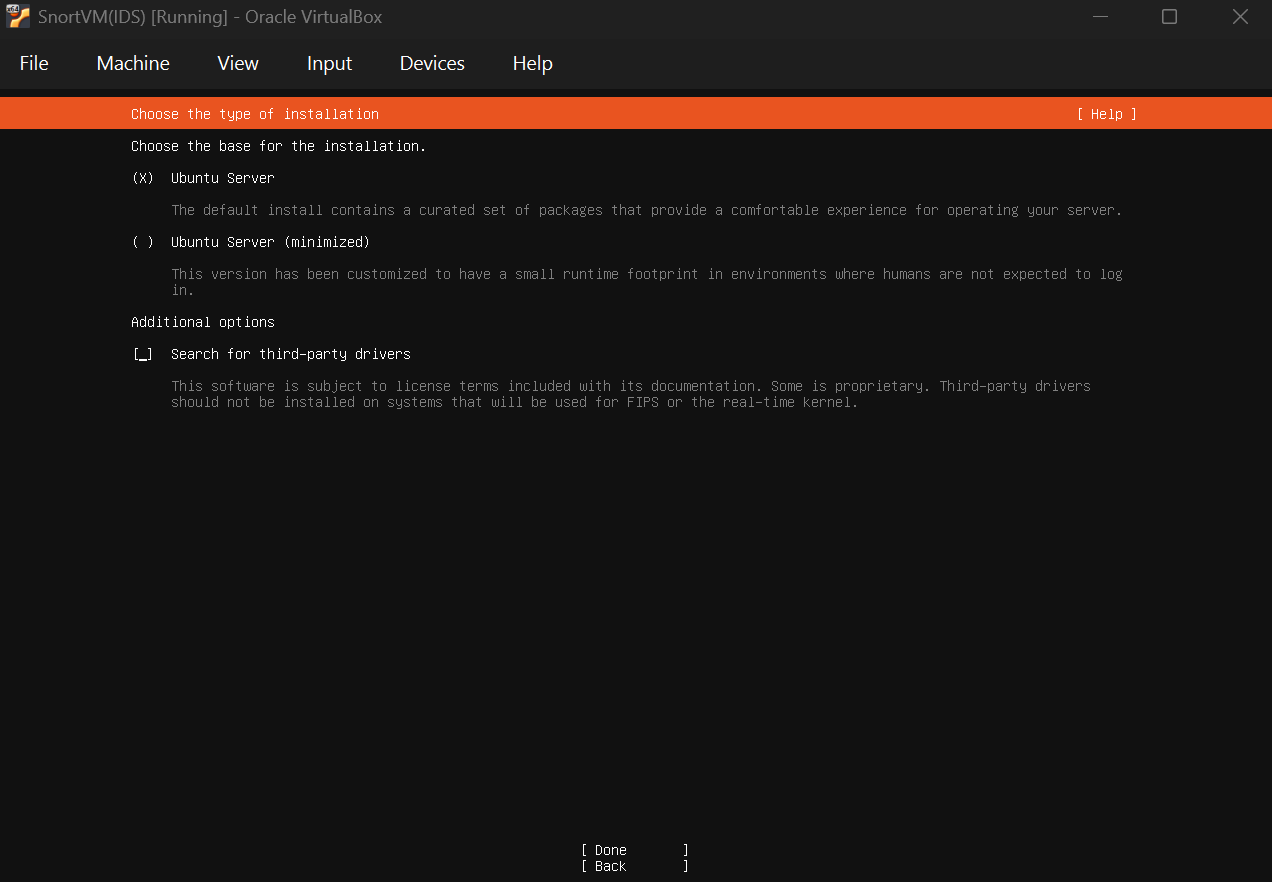 SnortVM(IDS) [Running] - Oracle VirtualBox
File Machine View Input Devices Help
Choose the type of installation [ Help ]
Choose the base for the installation.
(X) Ubuntu Server
The default install contains a curated set of packages that provide a comfortable experience for operating your server.
( ) Ubuntu Server (minimized)
This version has been customized to have a small runtime footprint in environments where humans are not expected to log
in.
Additional options
[_] Search for third-party drivers
This software is subject to license terms included with its documentation. Some is proprietary. Third-party drivers
should not be installed on systems that will be used for FIPS or the real-time kernel.
[ Done ]
[ Back ]